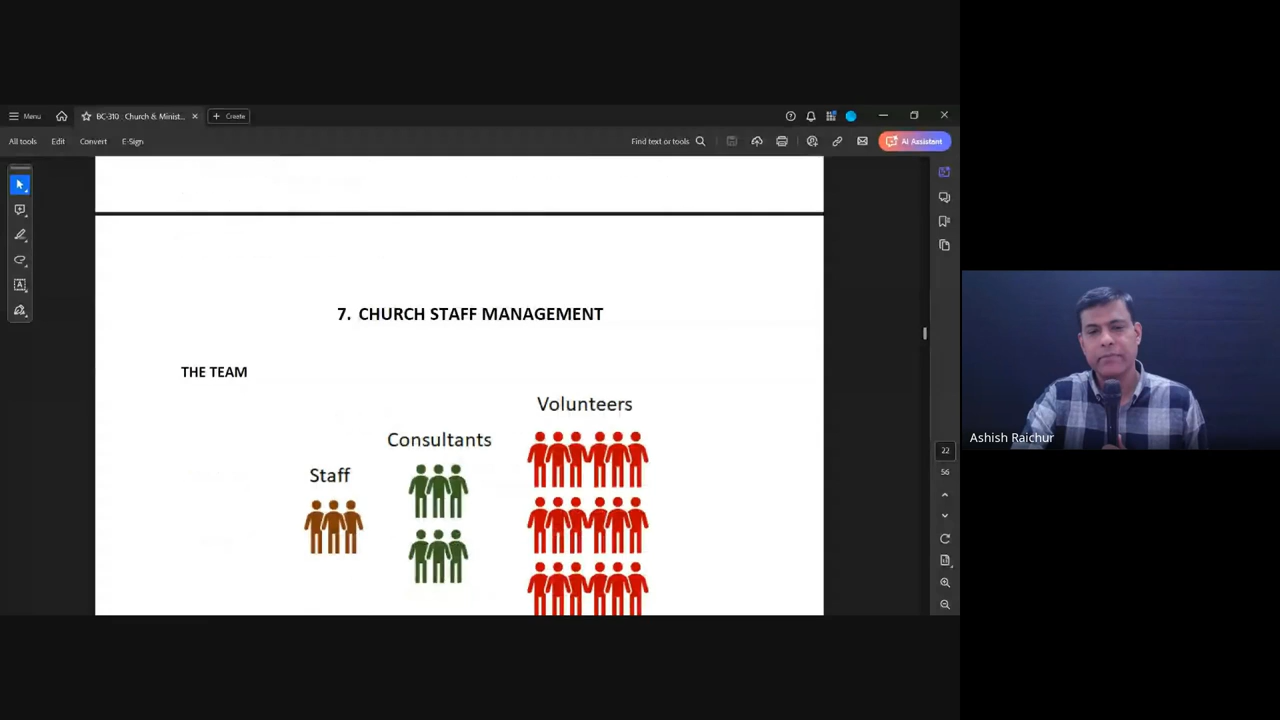 Menu
BC-310 : Church & Minist...
Create
All tools
Edit
Convert
E-Sign
Find text or tools
AI Assistant
7. CHURCH STAFF MANAGEMENT
THE TEAM
Volunteers
Consultants
Staff
Ashish Raichur
22
56